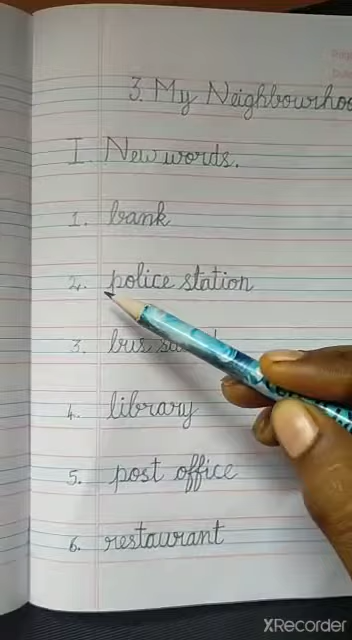 3. My Neighbourhoo
I. New words.
1. bank
2. police station
3. bus
4. library
5. post office
6. restaurant
XRecorder